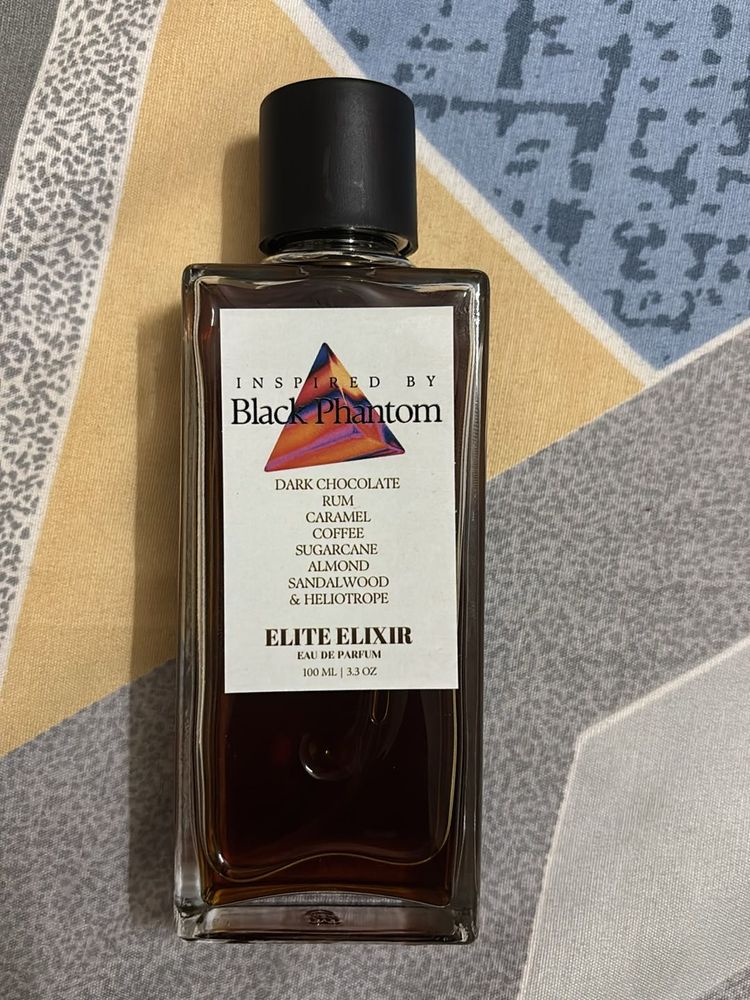 INSPIRED BY
Black Phantom
DARK CHOCOLATE
RUM
CARAMEL
COFFEE
SUGARCANE
ALMOND
SANDALWOOD
& HELIOTROPE
ELITE ELIXIR
EAU DE PARFUM
100 ML | 3.3 OZ